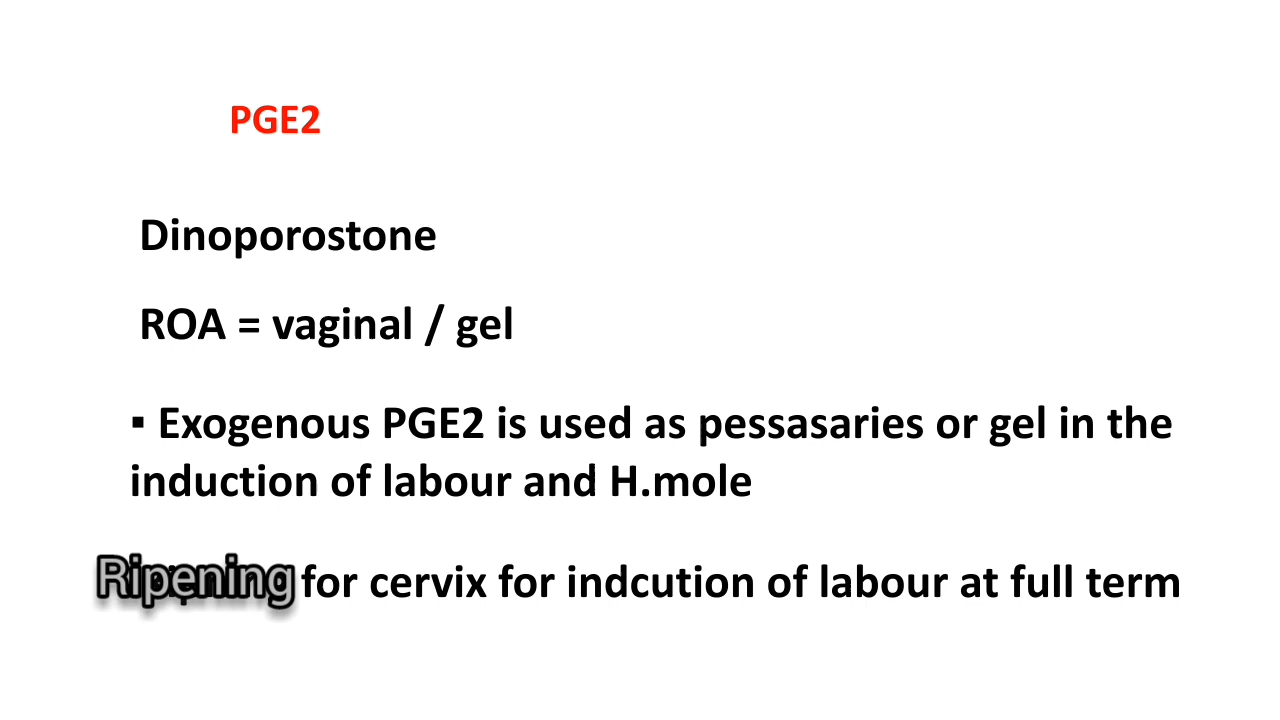 PGE2
Dinoporostone
ROA = vaginal / gel
▪ Exogenous PGE2 is used as pessasaries or gel in the
induction of labour and H.mole
Ripening for cervix for indcution of labour at full term